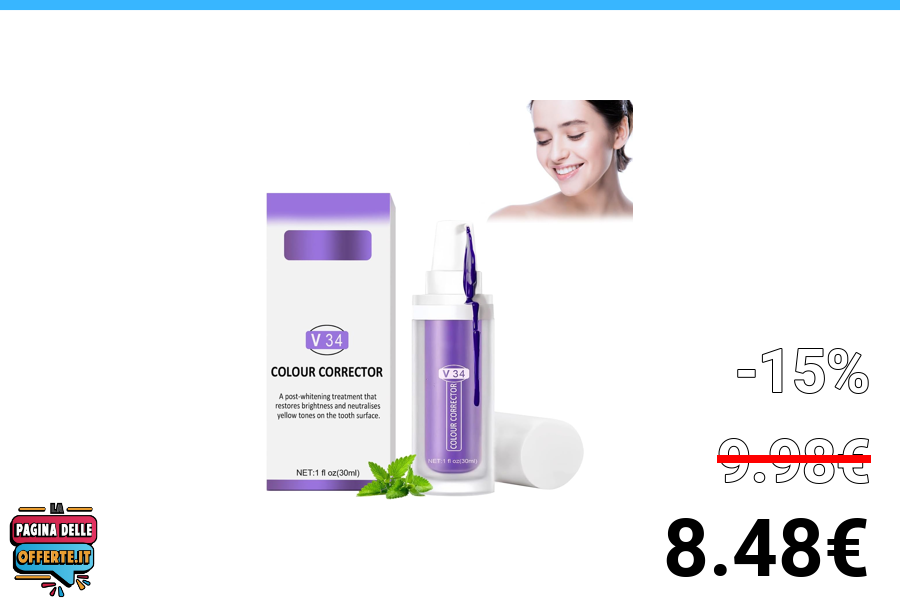 V 34
COLOUR CORRECTOR
A post-whitening treatment that
restores brightness and neutralises
yellow tones on the tooth surface.
NET:1 fl oz(30ml)
V 34
COLOUR CORRECTOR
NET:1 fl oz(30ml)
-15%
9.98€
8.48€
LA
PAGINA DELLE
OFFERTE.IT